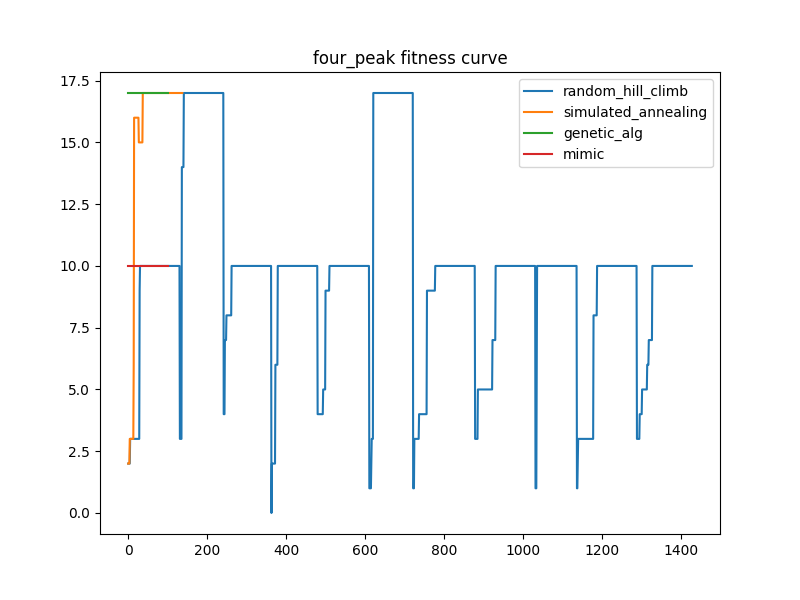 four_peak fitness curve
random_hill_climb
simulated_annealing
genetic_alg
mimic
17.5
15.0
12.5
10.0
7.5
5.0
2.5
0.0
0 200 400 600 800 1000 1200 1400